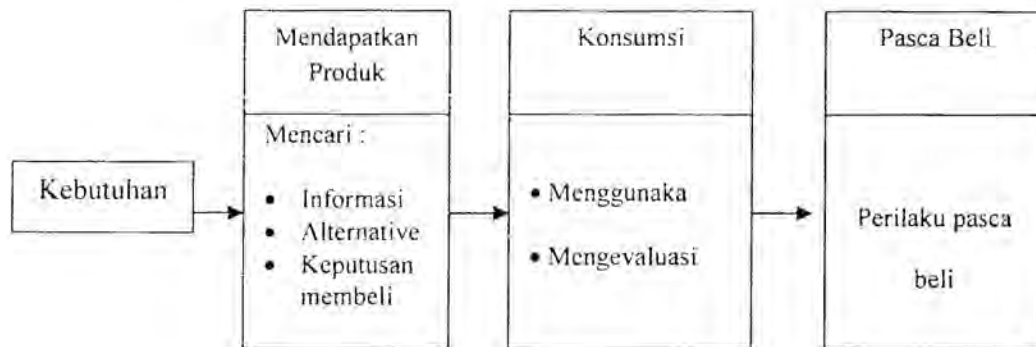 Kebutuhan
Mendapatkan
Produk
Mencari :
• Informasi
• Alternative
• Keputusan
membeli
Konsumsi
• Menggunaka
• Mengevaluasi
Pasca Beli
Perilaku pasca
beli